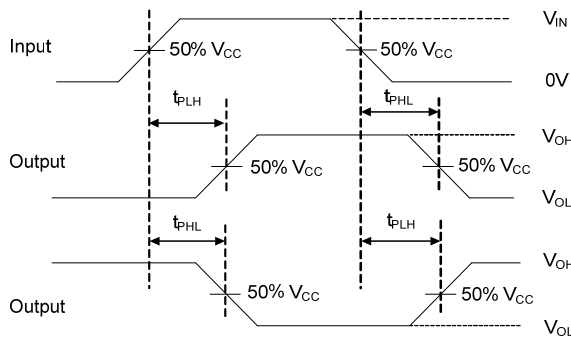 V_IN
Input
50% V_CC
50% V_CC
0V
t_PLH
t_PHL
V_OH
Output
50% V_CC
50% V_CC
V_OL
t_PHL
t_PLH
V_OH
50% V_CC
50% V_CC
Output
V_OL